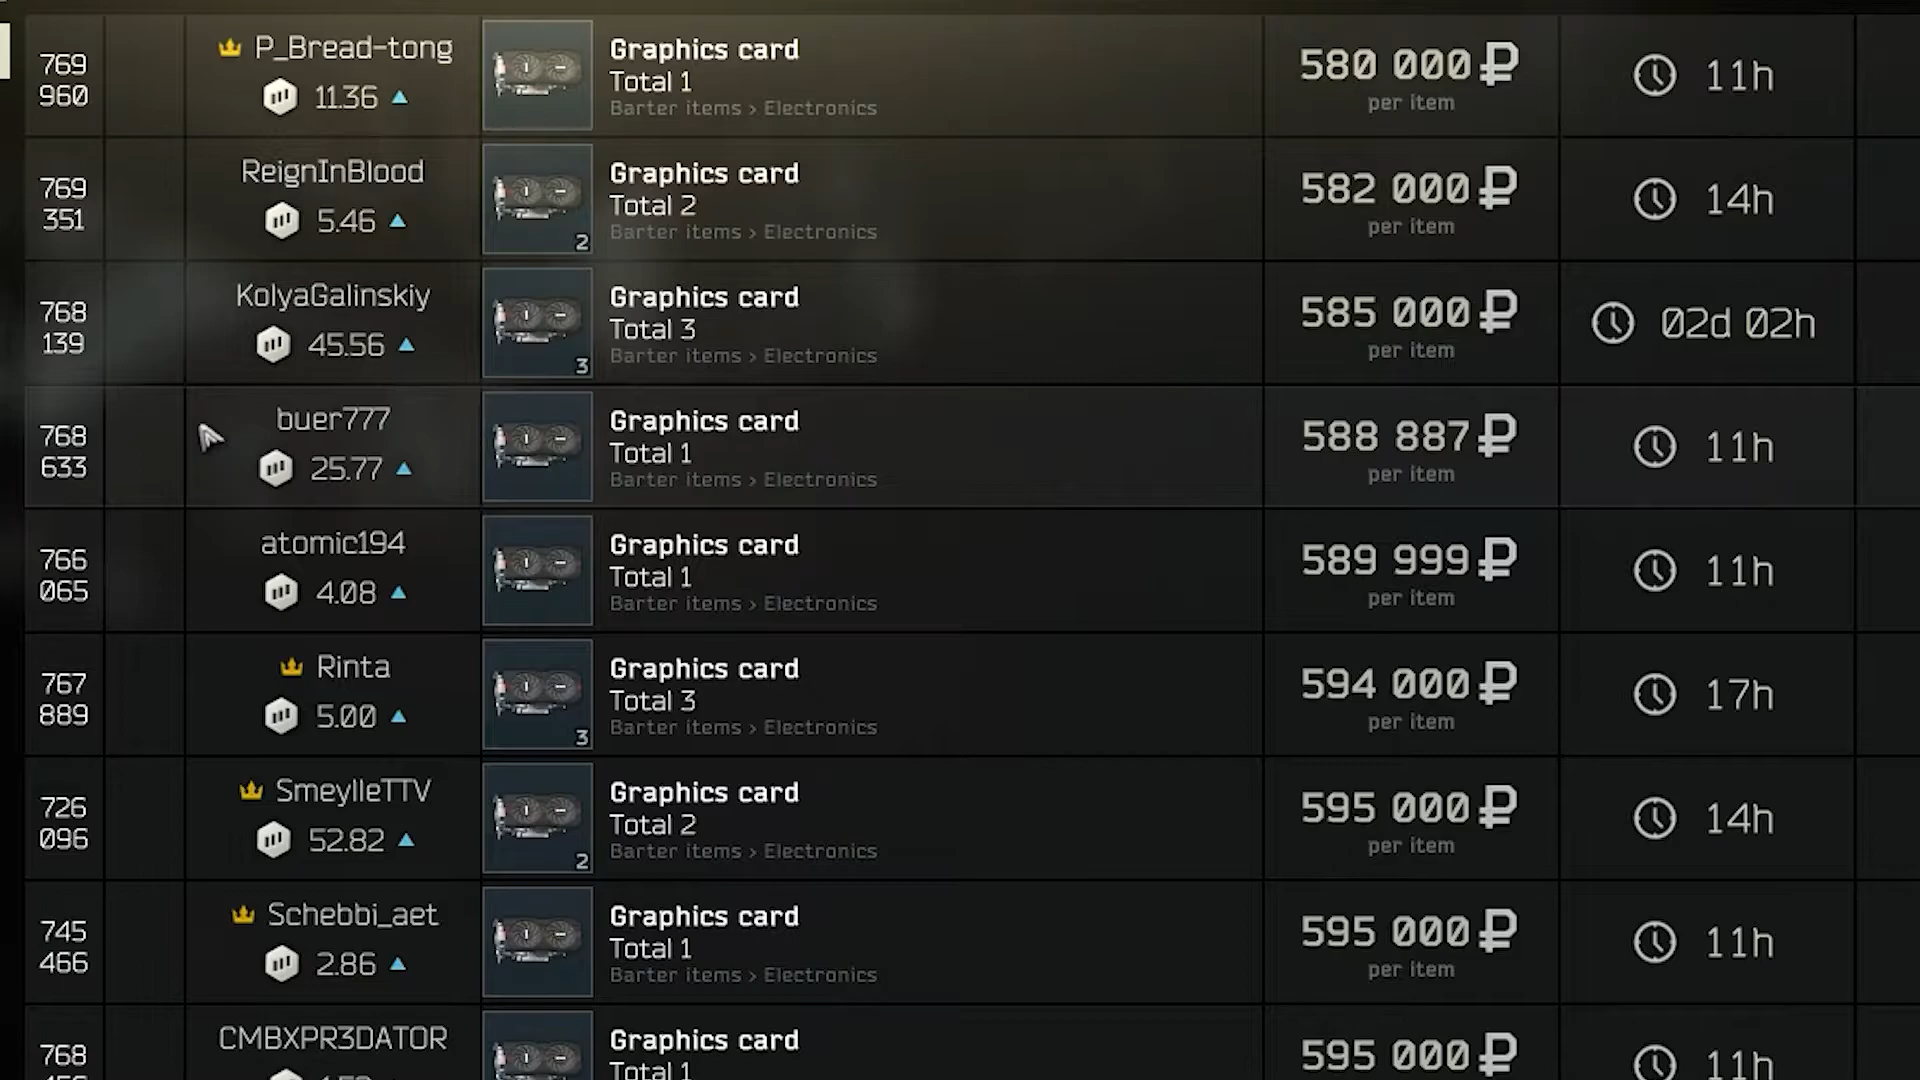 769
960
P_Bread-tong
11.36
Graphics card
Total 1
Barter items > Electronics
580 000 ₽
per item
11h
769
351
ReignInBlood
5.46
2
Graphics card
Total 2
Barter items > Electronics
582 000 ₽
per item
14h
768
139
KolyaGalinskiy
45.56
3
Graphics card
Total 3
Barter items > Electronics
585 000 ₽
per item
02d 02h
768
633
buer777
25.77
Graphics card
Total 1
Barter items > Electronics
588 887 ₽
per item
11h
766
065
atomic194
4.08
Graphics card
Total 1
Barter items > Electronics
589 999 ₽
per item
11h
767
889
Rinta
5.00
3
Graphics card
Total 3
Barter items > Electronics
594 000 ₽
per item
17h
726
096
SmeylleTTV
52.82
2
Graphics card
Total 2
Barter items > Electronics
595 000 ₽
per item
14h
745
466
Schebbi_aet
2.86
Graphics card
Total 1
Barter items > Electronics
595 000 ₽
per item
11h
768
CMBXPR3DATOR
Graphics card
Total 1
595 000 ₽
11h